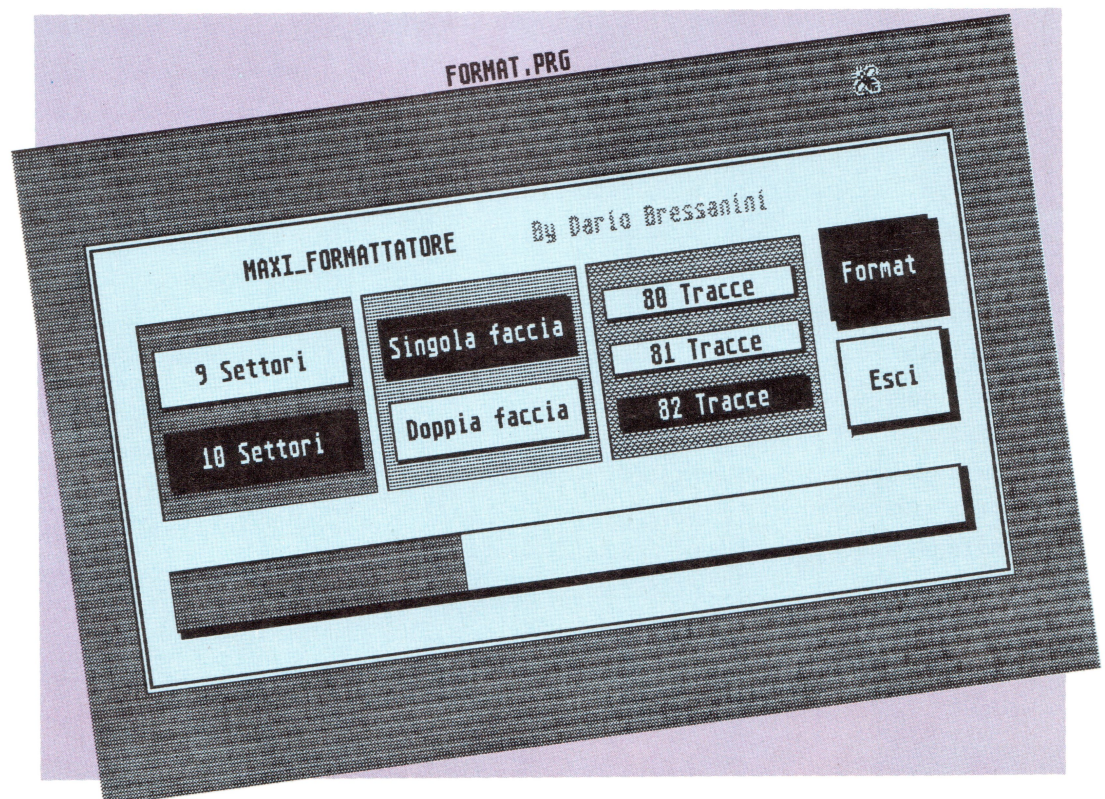 FORMAT.PRG
MAXI_FORMATTATORE
By Dario Bressanini
9 Settori
10 Settori
Singola faccia
Doppia faccia
80 Tracce
81 Tracce
82 Tracce
Format
Esci